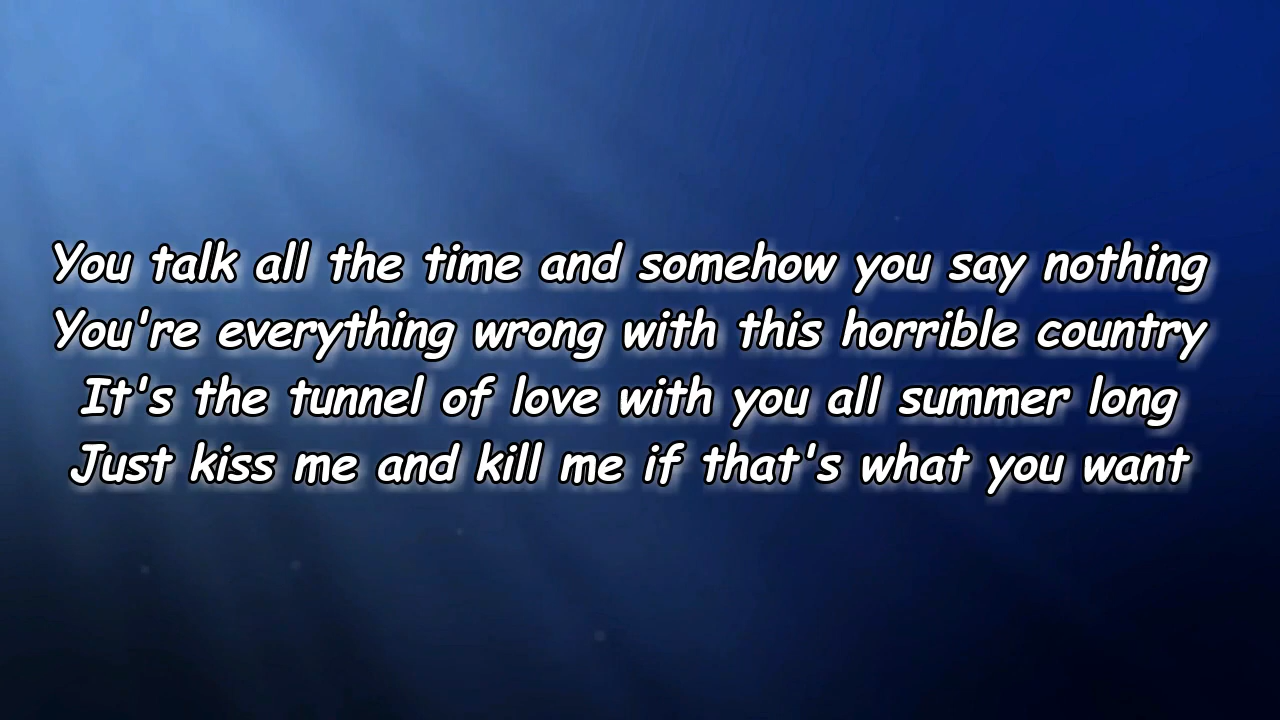 You talk all the time and somehow you say nothing
You're everything wrong with this horrible country
It's the tunnel of love with you all summer long
Just kiss me and kill me if that's what you want